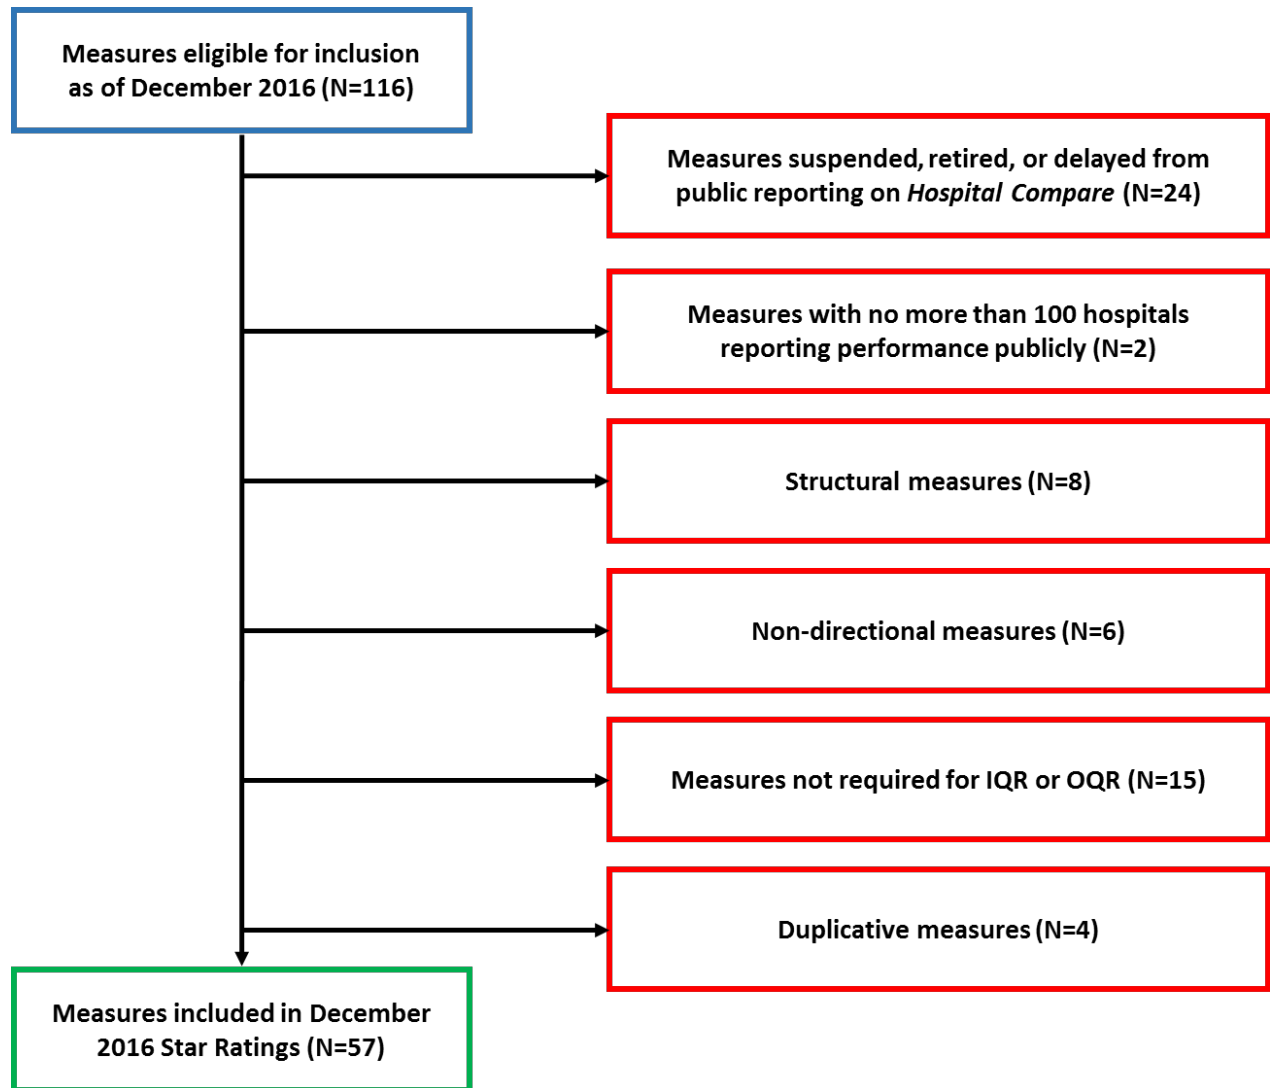 Measures eligible for inclusion
as of December 2016 (N=116)
Measures suspended, retired, or delayed from
public reporting on Hospital Compare (N=24)
Measures with no more than 100 hospitals
reporting performance publicly (N=2)
Structural measures (N=8)
Non-directional measures (N=6)
Measures not required for IQR or OQR (N=15)
Duplicative measures (N=4)
Measures included in December
2016 Star Ratings (N=57)